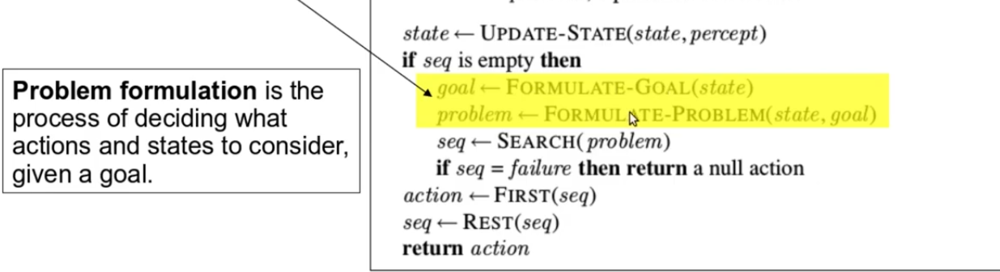 state ← UPDATE-STATE(state, percept)
if seq is empty then
goal ← FORMULATE-GOAL(state)
problem ← FORMULATE-PROBLEM(state, goal)
seq ← SEARCH(problem)
if seq = failure then return a null action
action ← FIRST(seq)
seq ← REST(seq)
return action
Problem formulation is the
process of deciding what
actions and states to consider,
given a goal.